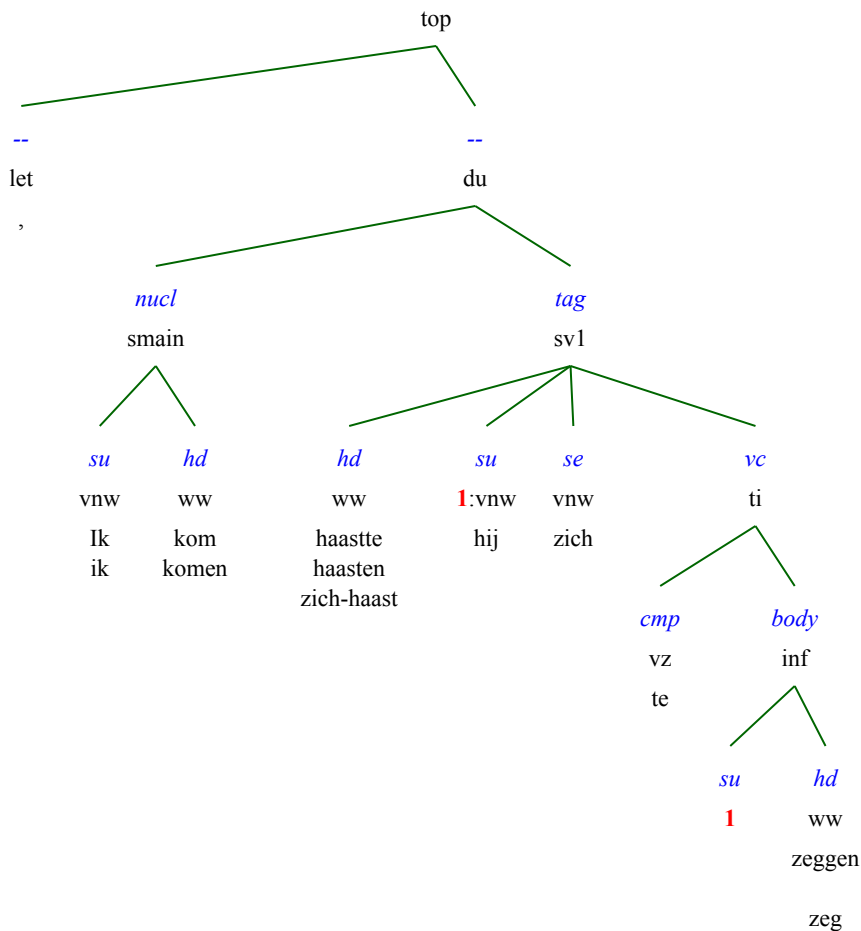 top
-- --
let du
,
nucl tag
smain sv1
su hd hd su se vc
vnw ww ww 1:vnw vnw ti
Ik kom haastte hij zich
ik komen haasten
zich-haast
cmp body
vz inf
te
su hd
1 ww
zeggen
zeg